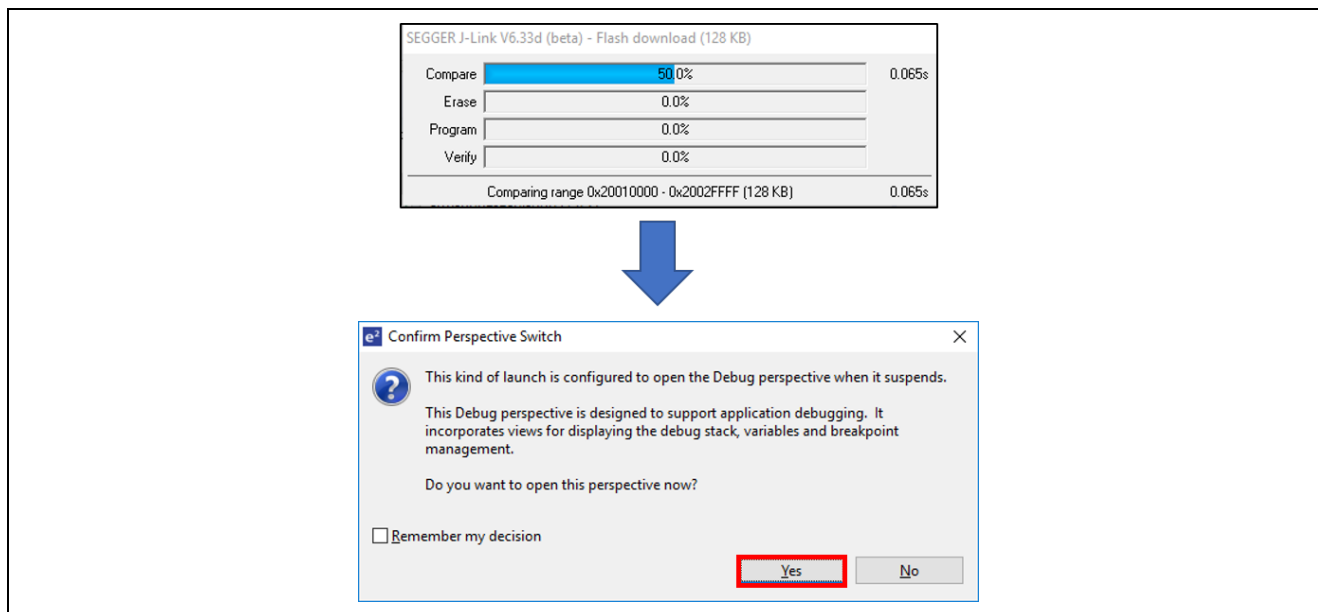 SEGGER J-Link V6.33d (beta) - Flash download (128 KB)
Compare 50.0% 0.065s
Erase 0.0%
Program 0.0%
Verify 0.0%
Comparing range 0x20010000 - 0x2002FFFF (128 KB) 0.065s
e² Confirm Perspective Switch
This kind of launch is configured to open the Debug perspective when it suspends.
This Debug perspective is designed to support application debugging. It
incorporates views for displaying the debug stack, variables and breakpoint
management.
Do you want to open this perspective now?
Remember my decision
Yes No